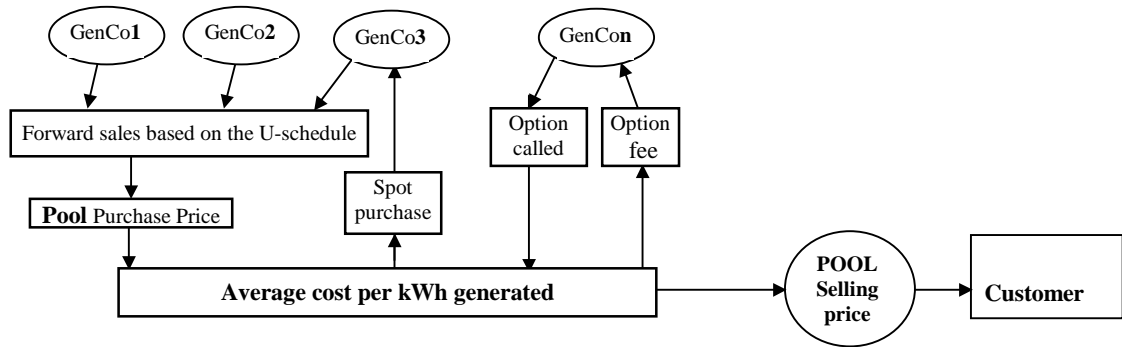 GenCo1
GenCo2
GenCo3
GenCon
Forward sales based on the U-schedule
Option
called
Option
fee
Spot
purchase
Pool Purchase Price
Average cost per kWh generated
POOL
Selling
price
Customer